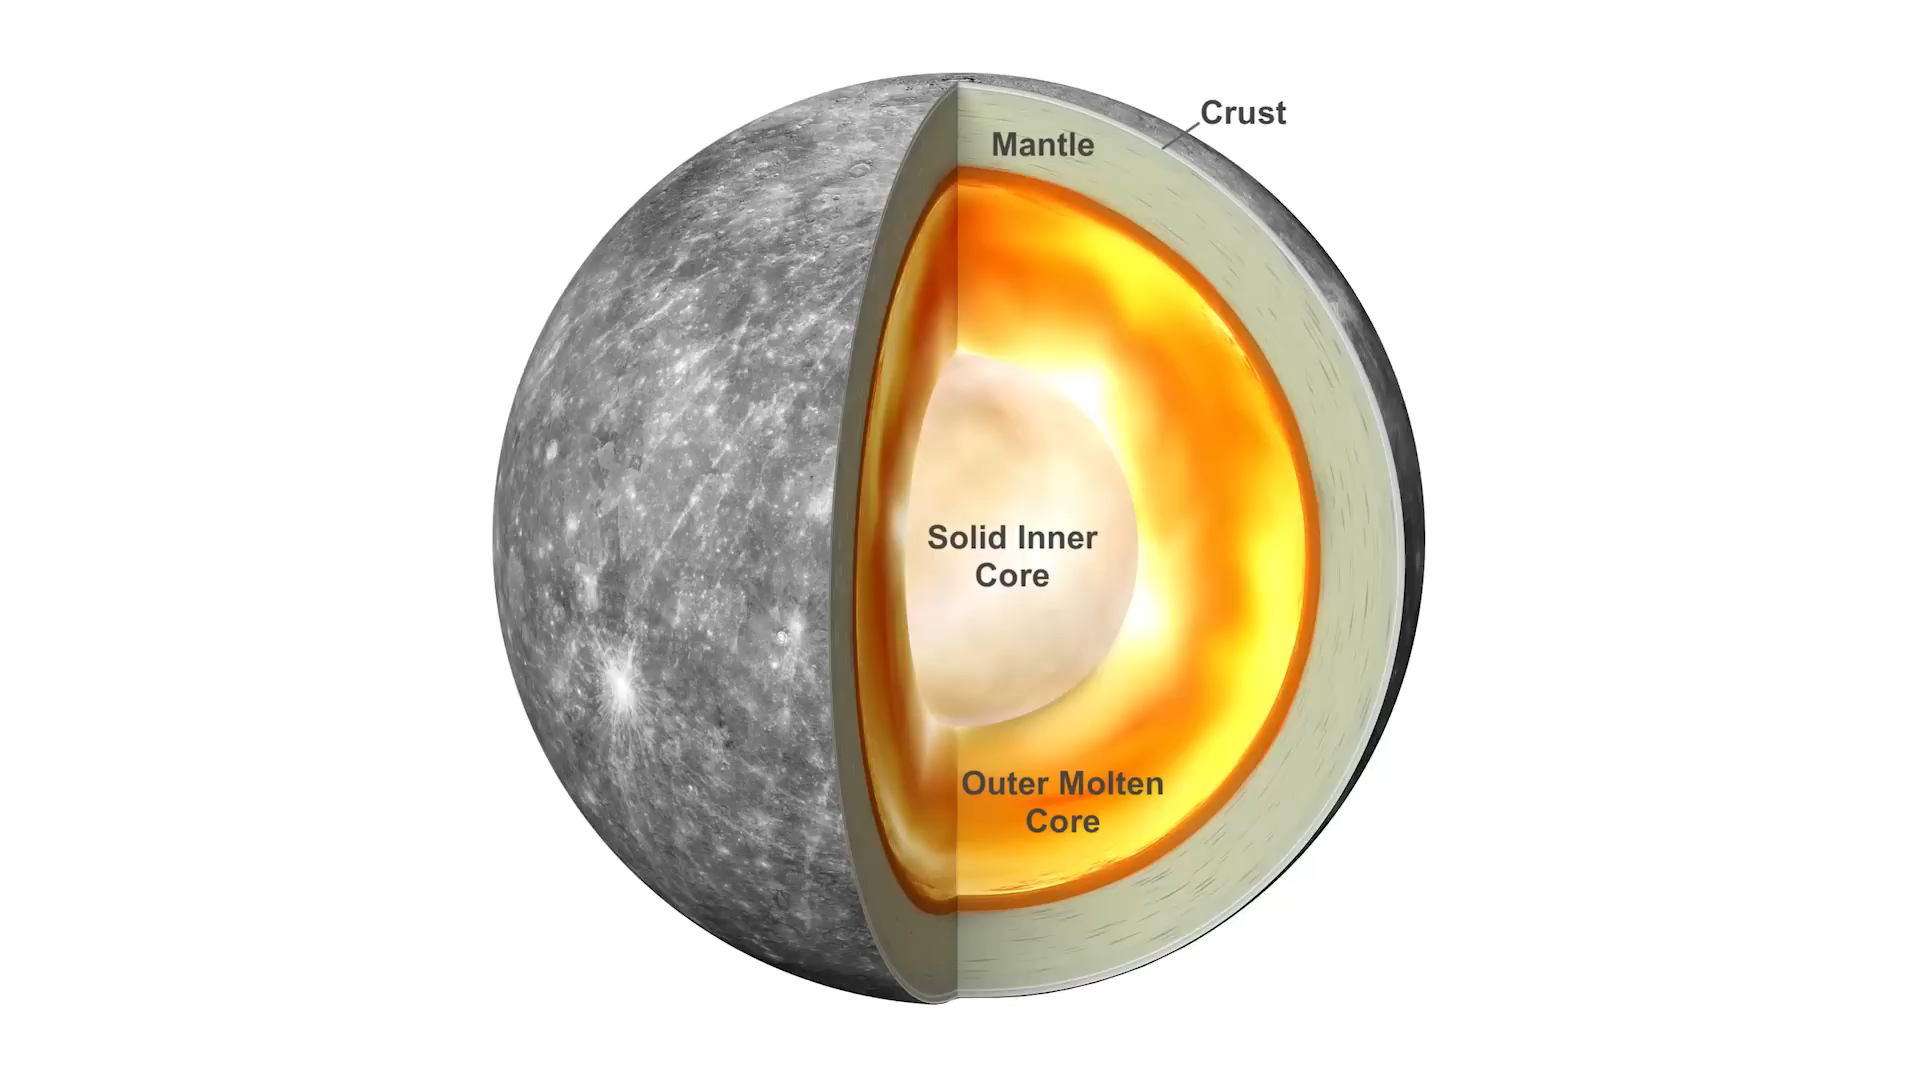 Crust
Mantle
Solid Inner
Core
Outer Molten
Core